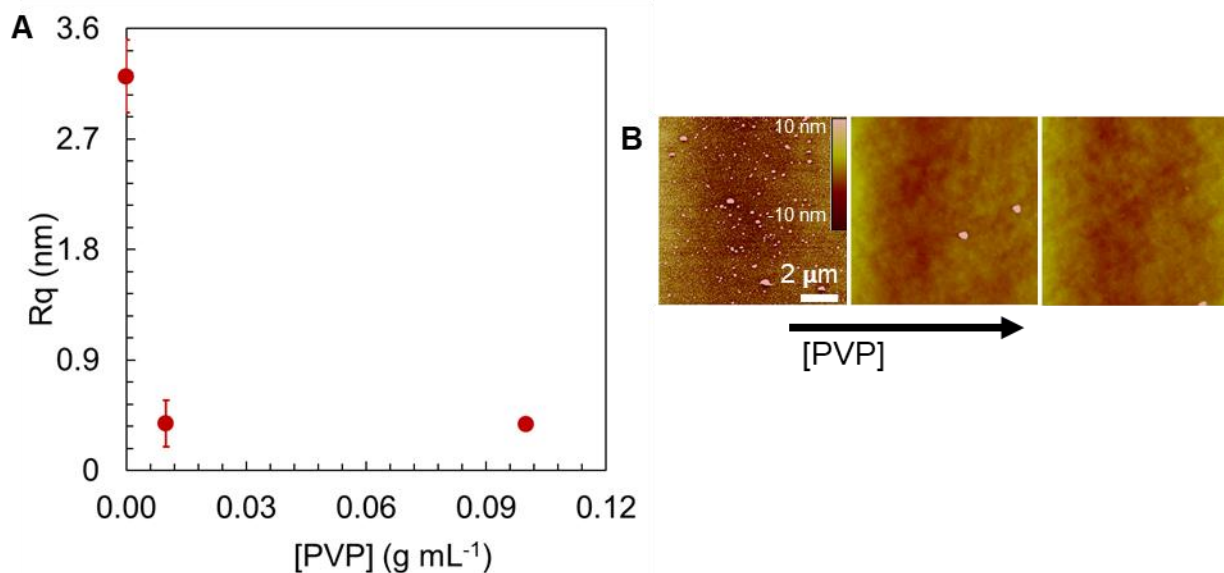 A
3.6
2.7
1.8
0.9
0
Rq (nm)
0.00 0.03 0.06 0.09 0.12
[PVP] (g mL⁻¹)
B
10 nm
-10 nm
2 μm
[PVP]